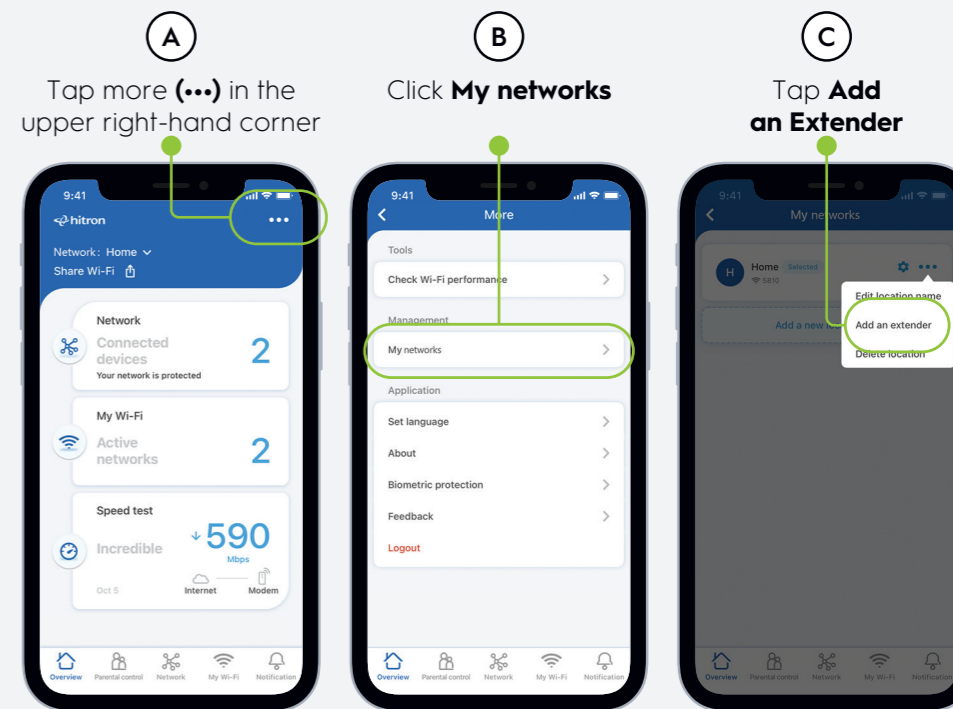 A
Tap more (•••) in the
upper right-hand corner
9:41
hitron
Network: Home
Share Wi-Fi
Network
Connected
devices
2
Your network is protected
My Wi-Fi
Active
networks
2
Speed test
Incredible
590
Mbps
Oct 5
Internet
Modem
Overview
Parental control
Network
My Wi-Fi
Notification
B
Click My networks
9:41
More
Tools
Check Wi-Fi performance
Management
My networks
Application
Set language
About
Biometric protection
Feedback
Logout
Overview
Parental control
Network
My Wi-Fi
Notification
C
Tap Add
an Extender
9:41
My networks
H
Home
Selected
5810
Edit location name
Add a new
Add an extender
Delete location
Overview
Parental control
Network
My Wi-Fi
Notification